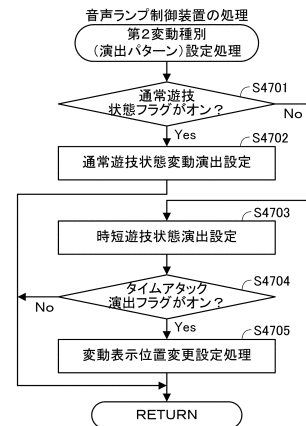 音声ランプ制御装置の処理
第2変動種別
(演出パターン)設定処理
S4701
通常遊技
状態フラグがオン?
No
Yes
S4702
通常遊技状態変動演出設定
S4703
時短遊技状態演出設定
S4704
タイムアタック
演出フラグがオン?
No
Yes
S4705
変動表示位置変更設定処理
RETURN